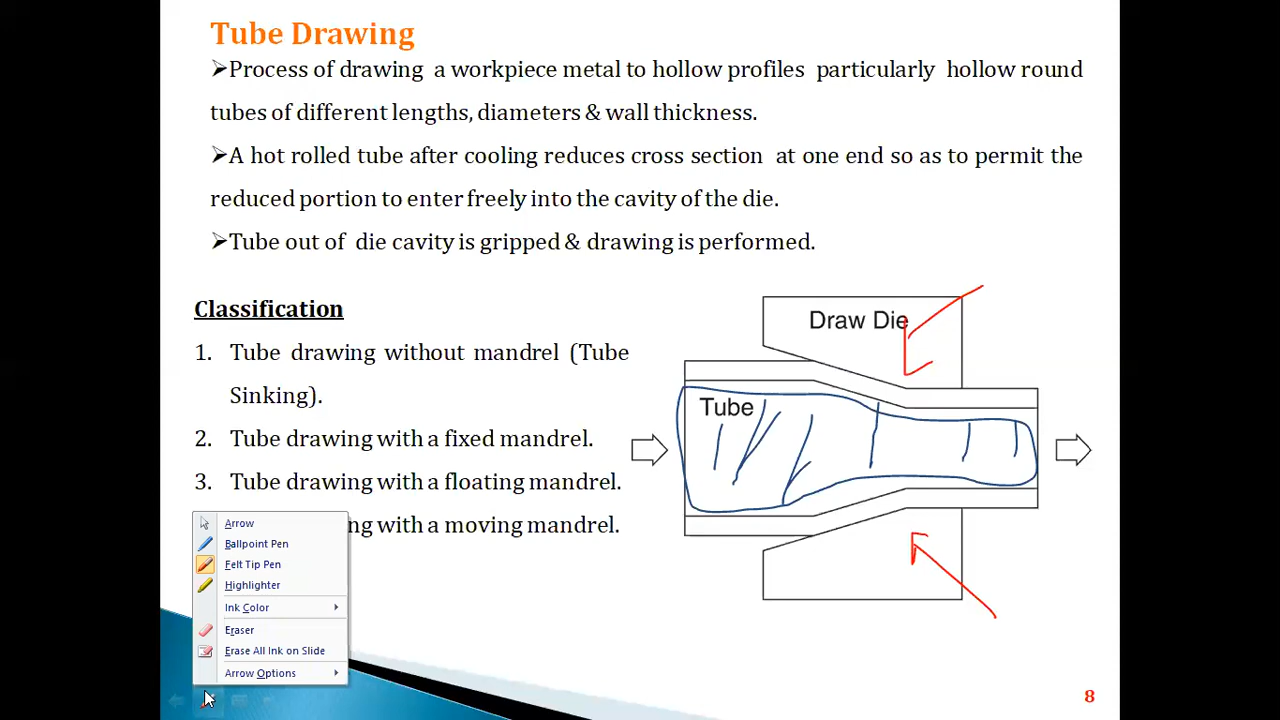 Tube Drawing
➢Process of drawing a workpiece metal to hollow profiles particularly hollow round
tubes of different lengths, diameters & wall thickness.
➢A hot rolled tube after cooling reduces cross section at one end so as to permit the
reduced portion to enter freely into the cavity of the die.
➢Tube out of die cavity is gripped & drawing is performed.
Classification
1. Tube drawing without mandrel (Tube
Sinking).
2. Tube drawing with a fixed mandrel.
3. Tube drawing with a floating mandrel.
ng with a moving mandrel.
Draw Die
Tube
Arrow
Ballpoint Pen
Felt Tip Pen
Highlighter
Ink Color
Eraser
Erase All Ink on Slide
Arrow Options
8